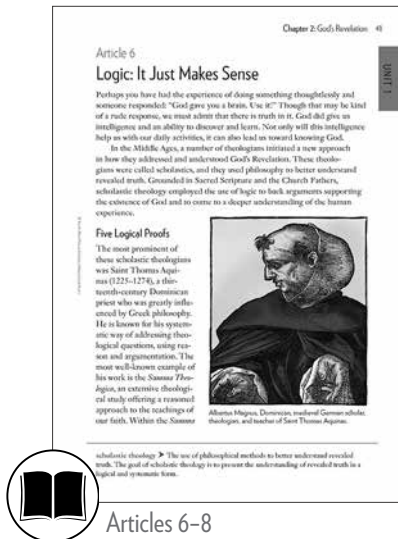 Chapter 2: God's Revelation 43
UNIT 1
Article 6
Logic: It Just Makes Sense
Perhaps you have had the experience of doing something thoughtlessly and
someone responded: "God gave you a brain. Use it!" Though that may be kind
of a rude response, we must admit that there is truth in it. God did give us
intelligence and an ability to discover and learn. Not only will this intelligence
help us with our daily activities, it can also lead us toward knowing God.
In the Middle Ages, a number of theologians initiated a new approach
in how they addressed and understood God's Revelation. These theolo-
gians were called scholastics, and they used philosophy to better understand
revealed truth. Grounded in Sacred Scripture and the Church Fathers,
scholastic theology employed the use of logic to back arguments supporting
the existence of God and to come to a deeper understanding of the human
experience.
Five Logical Proofs
The most prominent of
these scholastic theologians
was Saint Thomas Aqui-
nas (1225–1274), a thir-
teenth-century Dominican
priest who was greatly influ-
enced by Greek philosophy.
He is known for his system-
atic way of addressing theo-
logical questions, using rea-
son and argumentation. The
most well-known example of
his work is the Summa Theo-
logica, an extensive theologi-
cal study offering a reasoned
approach to the teachings of
our faith. Within the Summa
Albertus Magnus, Dominican, medieval German scholar,
theologian, and teacher of Saint Thomas Aquinas.
scholastic theology ➤ The use of philosophical methods to better understand revealed
truth. The goal of scholastic theology is to present the understanding of revealed truth in a
logical and systematic form.
Articles 6–8